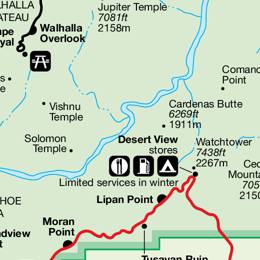 Jupiter Temple
7081ft
2158m
Walhalla
Overlook
Vishnu
Temple
Solomon
Temple
Cardenas Butte
6269ft
1911m
Desert View
stores
Watchtower
7438ft
2267m
Limited services in winter
Lipan Point
Moran
Point
Point